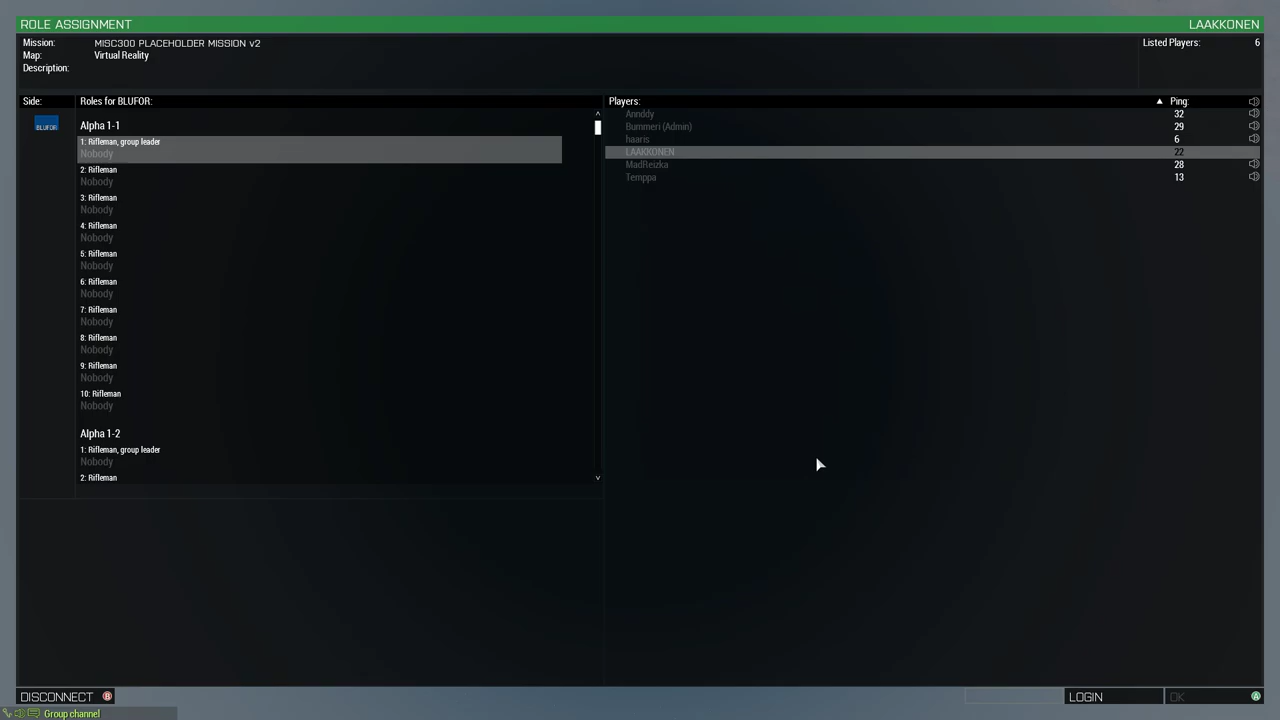 ROLE ASSIGNMENT LAAKKONEN
Mission: MISC300 PLACEHOLDER MISSION v2 Listed Players: 6
Map: Virtual Reality
Description:
Side: Roles for BLUFOR: Players: Ping:
BLUFOR
Alpha 1-1
1: Rifleman, group leader
Nobody
2: Rifleman
Nobody
3: Rifleman
Nobody
4: Rifleman
Nobody
5: Rifleman
Nobody
6: Rifleman
Nobody
7: Rifleman
Nobody
8: Rifleman
Nobody
9: Rifleman
Nobody
10: Rifleman
Nobody
Alpha 1-2
1: Rifleman, group leader
Nobody
2: Rifleman
Annddy 32
Bummeri (Admin) 29
haaris 6
LAAKKONEN 22
MadReizka 28
Temppa 13
DISCONNECT B
LOGIN
OK A
Group channel